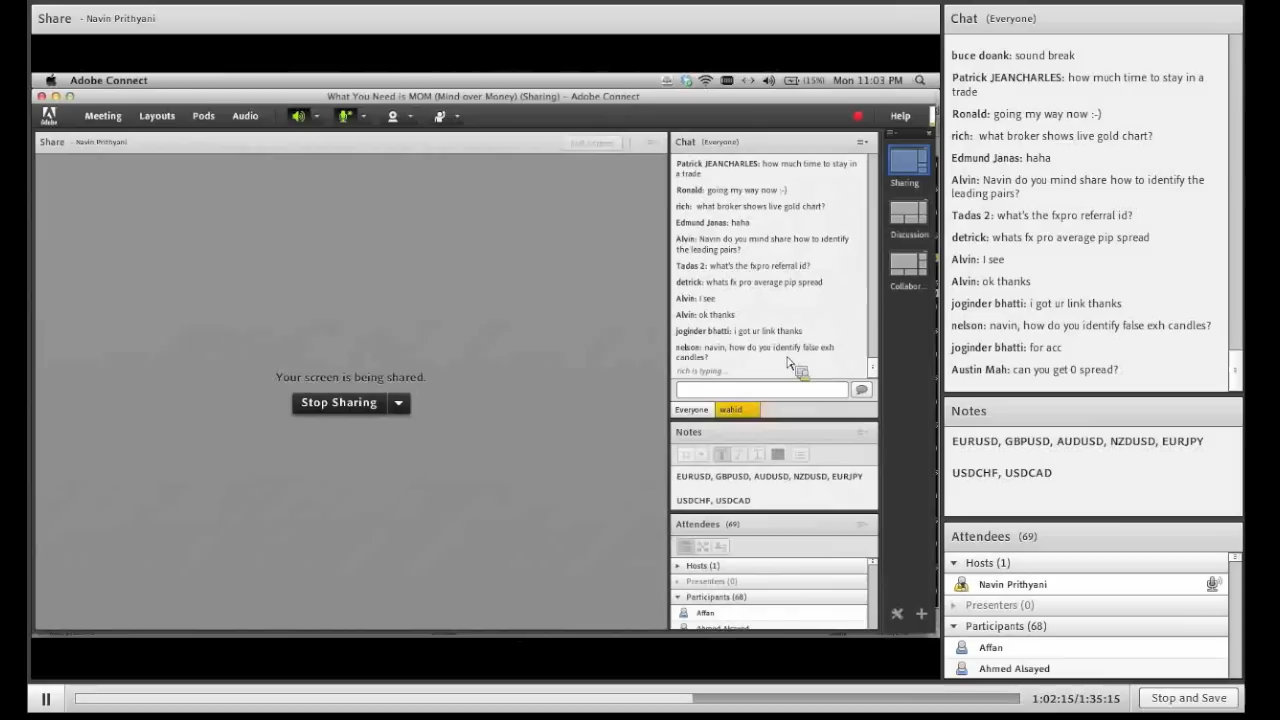 Share - Navin Prithyani
Adobe Connect
(15%) Mon 11:03 PM
What You Need is MOM (Mind over Money) (Sharing) – Adobe Connect
Adobe
Meeting Layouts Pods Audio Help
Share - Navin Prithyani
Full Screen
Your screen is being shared.
Stop Sharing
Chat (Everyone)
Patrick JEANCHARLES: how much time to stay in
a trade
Ronald: going my way now :-)
rich: what broker shows live gold chart?
Edmund Janas: haha
Alvin: Navin do you mind share how to identify
the leading pairs?
Tadas 2: what's the fxpro referral id?
detrick: whats fx pro average pip spread
Alvin: I see
Alvin: ok thanks
joginder bhatti: i got ur link thanks
nelson: navin, how do you identify false exh
candles?
rich is typing...
Everyone wahid
Notes
EURUSD, GBPUSD, AUDUSD, NZDUSD, EURJPY
USDCHF, USDCAD
Attendees (69)
Hosts (1)
Presenters (0)
Participants (68)
Affan
Ahmed Alsayed
Sharing
Discussion
Collabor...
Chat (Everyone)
buce doank: sound break
Patrick JEANCHARLES: how much time to stay in a
trade
Ronald: going my way now :-)
rich: what broker shows live gold chart?
Edmund Janas: haha
Alvin: Navin do you mind share how to identify the
leading pairs?
Tadas 2: what's the fxpro referral id?
detrick: whats fx pro average pip spread
Alvin: I see
Alvin: ok thanks
joginder bhatti: i got ur link thanks
nelson: navin, how do you identify false exh candles?
joginder bhatti: for acc
Austin Mah: can you get 0 spread?
Notes
EURUSD, GBPUSD, AUDUSD, NZDUSD, EURJPY
USDCHF, USDCAD
Attendees (69)
Hosts (1)
Navin Prithyani
Presenters (0)
Participants (68)
Affan
Ahmed Alsayed
1:02:15/1:35:15
Stop and Save